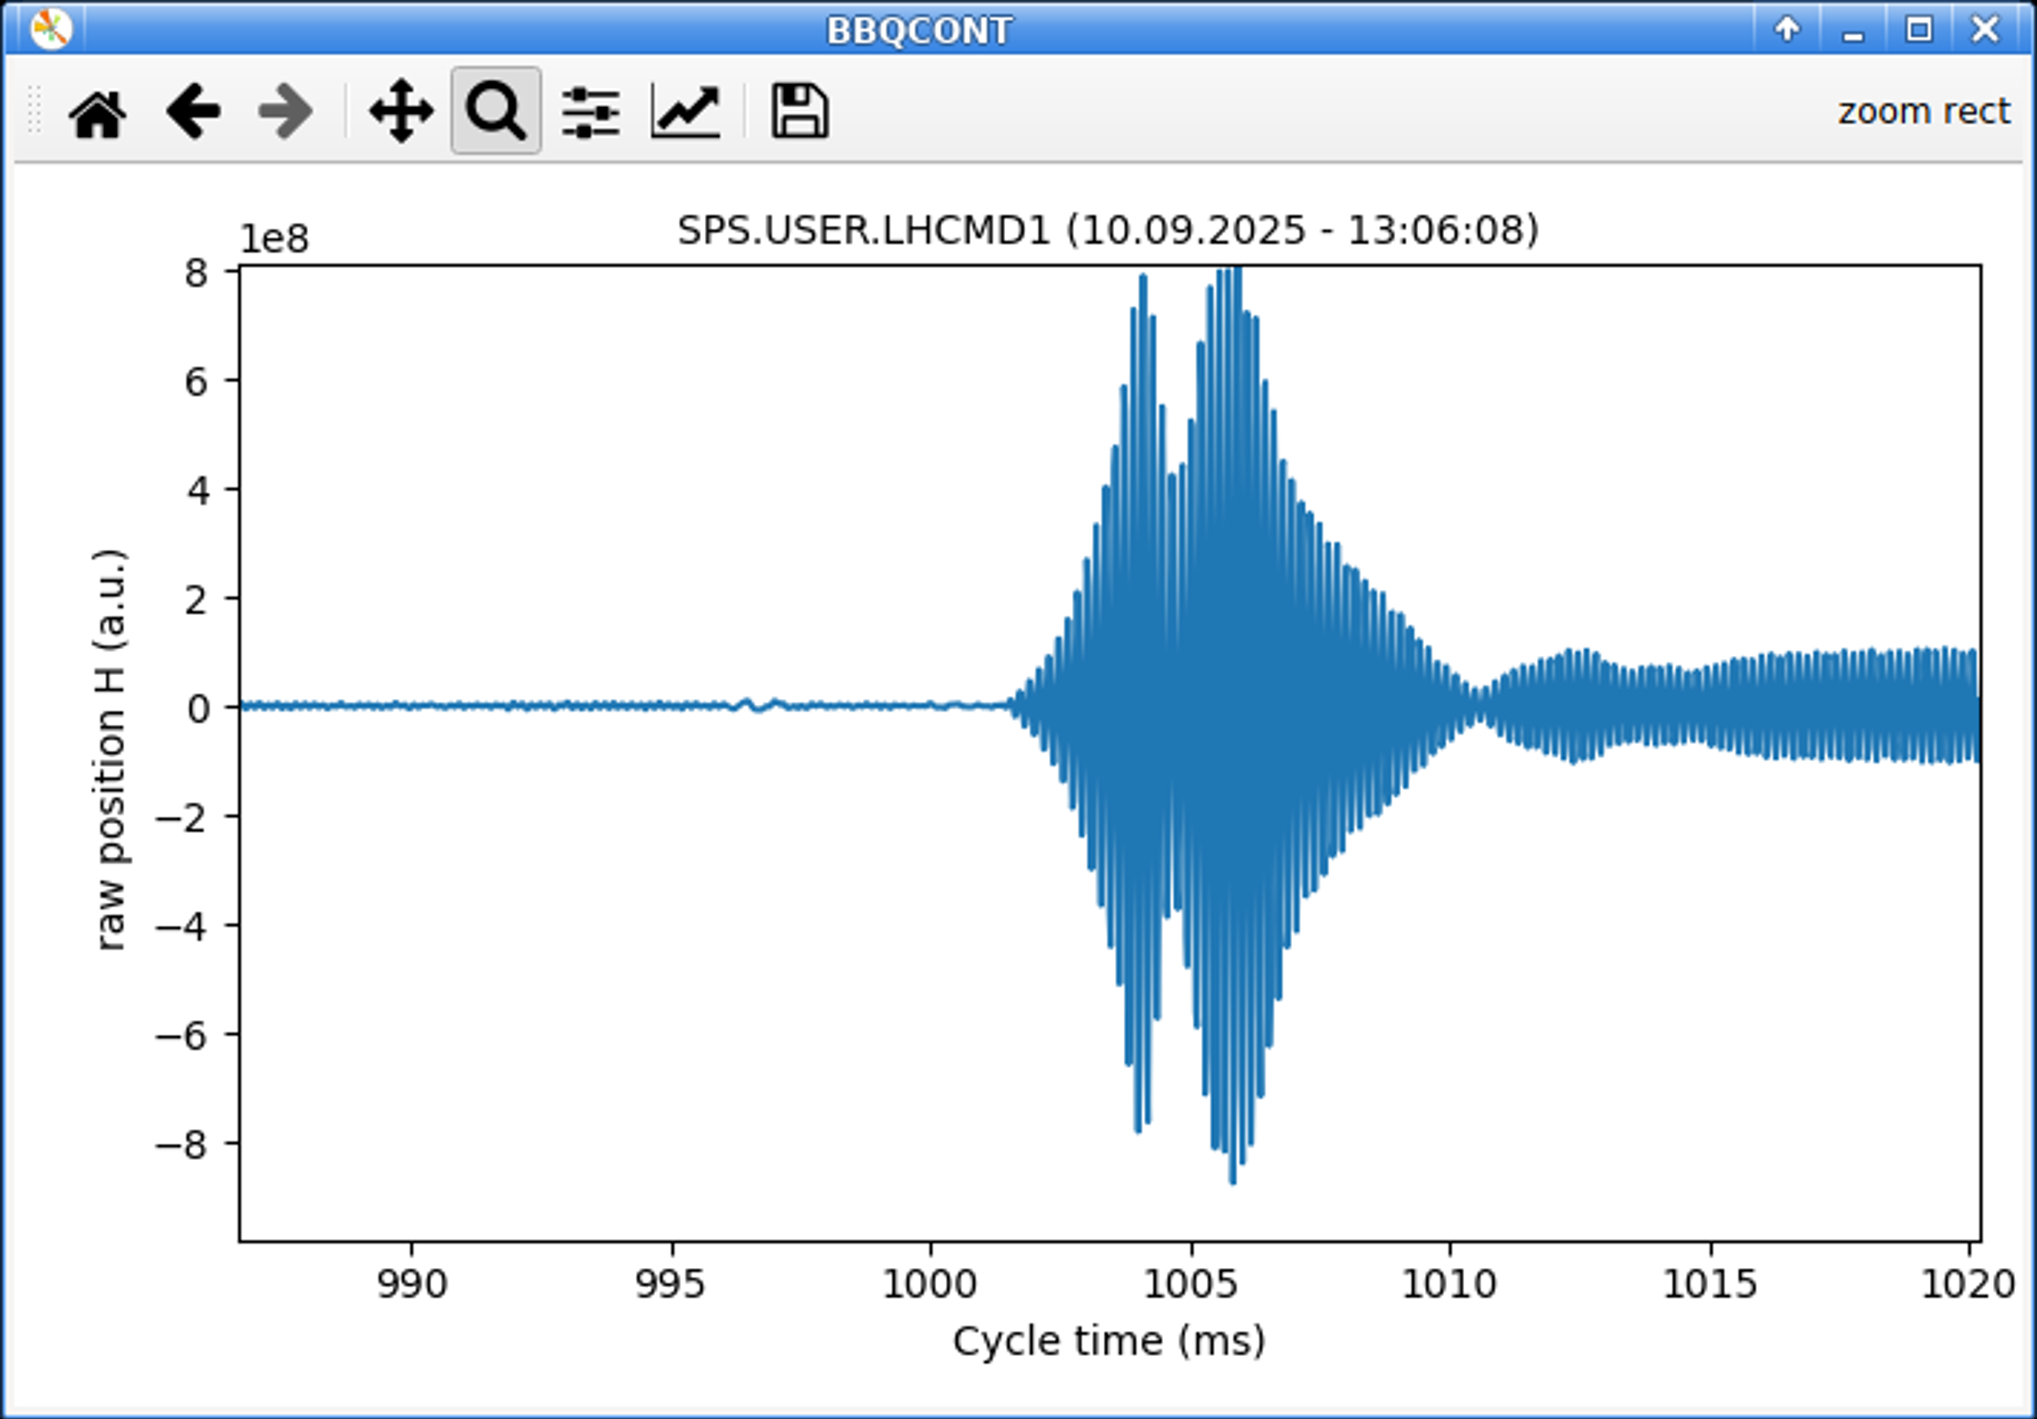 BBQCONT
zoom rect
1e8
SPS.USER.LHCMD1 (10.09.2025 - 13:06:08)
8
6
4
2
0
−2
−4
−6
−8
raw position H (a.u.)
990 995 1000 1005 1010 1015 1020
Cycle time (ms)